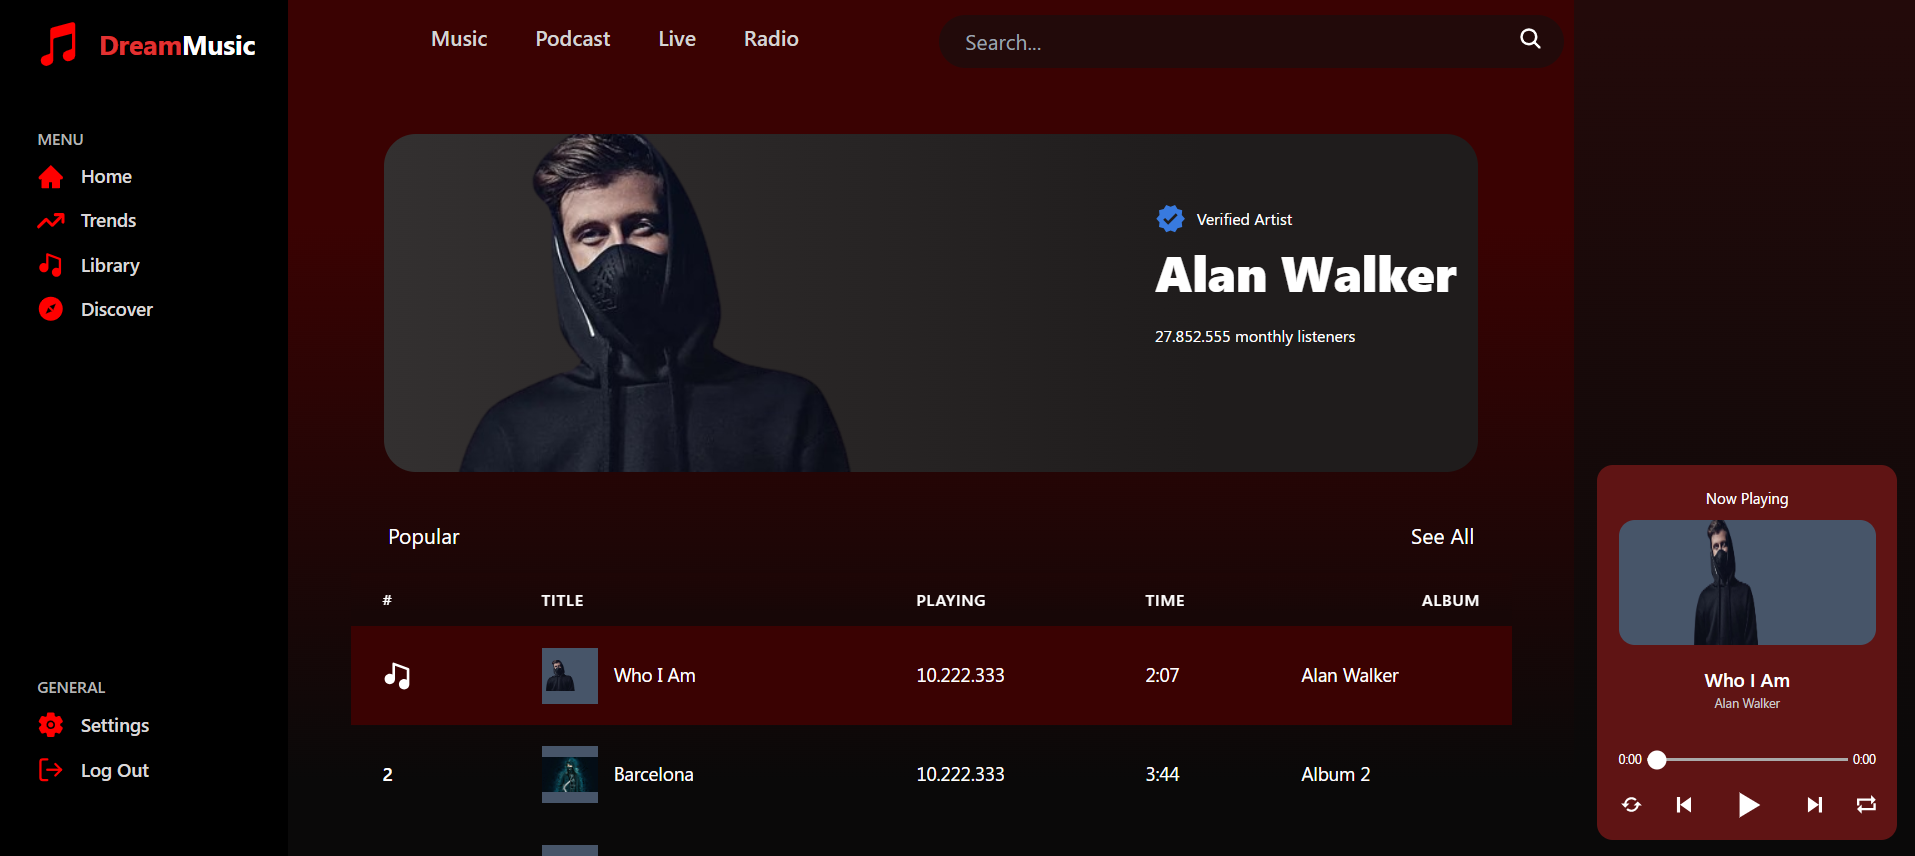 DreamMusic
MENU
Home
Trends
Library
Discover
GENERAL
Settings
Log Out
Music Podcast Live Radio
Search...
Verified Artist
Alan Walker
27.852.555 monthly listeners
Popular See All
# TITLE PLAYING TIME ALBUM
Who I Am 10.222.333 2:07 Alan Walker
2 Barcelona 10.222.333 3:44 Album 2
Now Playing
Who I Am
Alan Walker
0:00 0:00